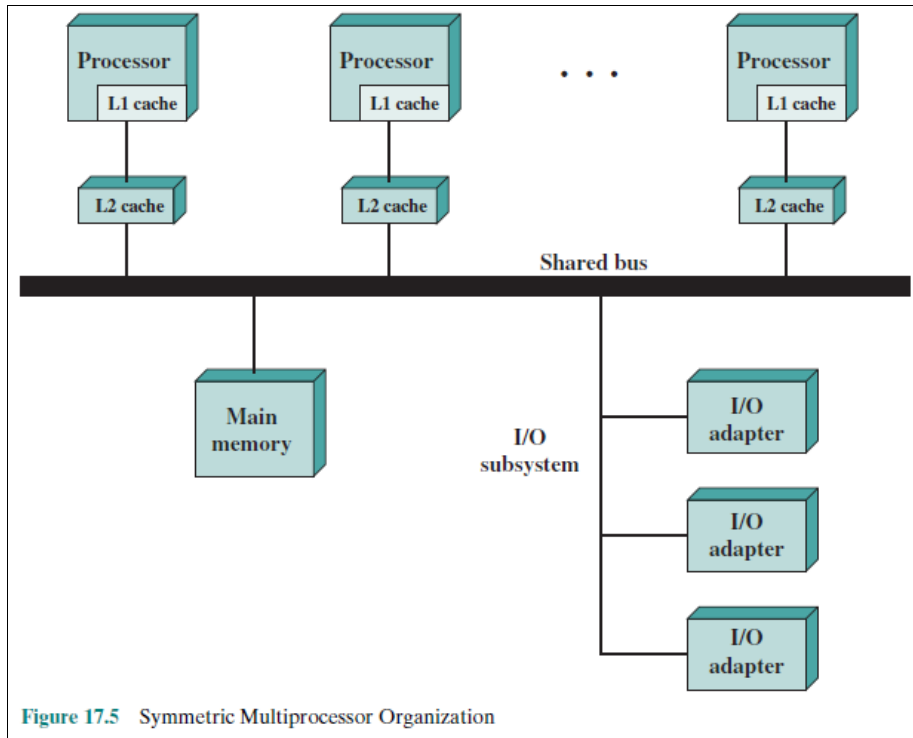 Processor
L1 cache
Processor
L1 cache
. . .
Processor
L1 cache
L2 cache
L2 cache
L2 cache
Shared bus
Main
memory
I/O
subsystem
I/O
adapter
I/O
adapter
I/O
adapter
Figure 17.5 Symmetric Multiprocessor Organization